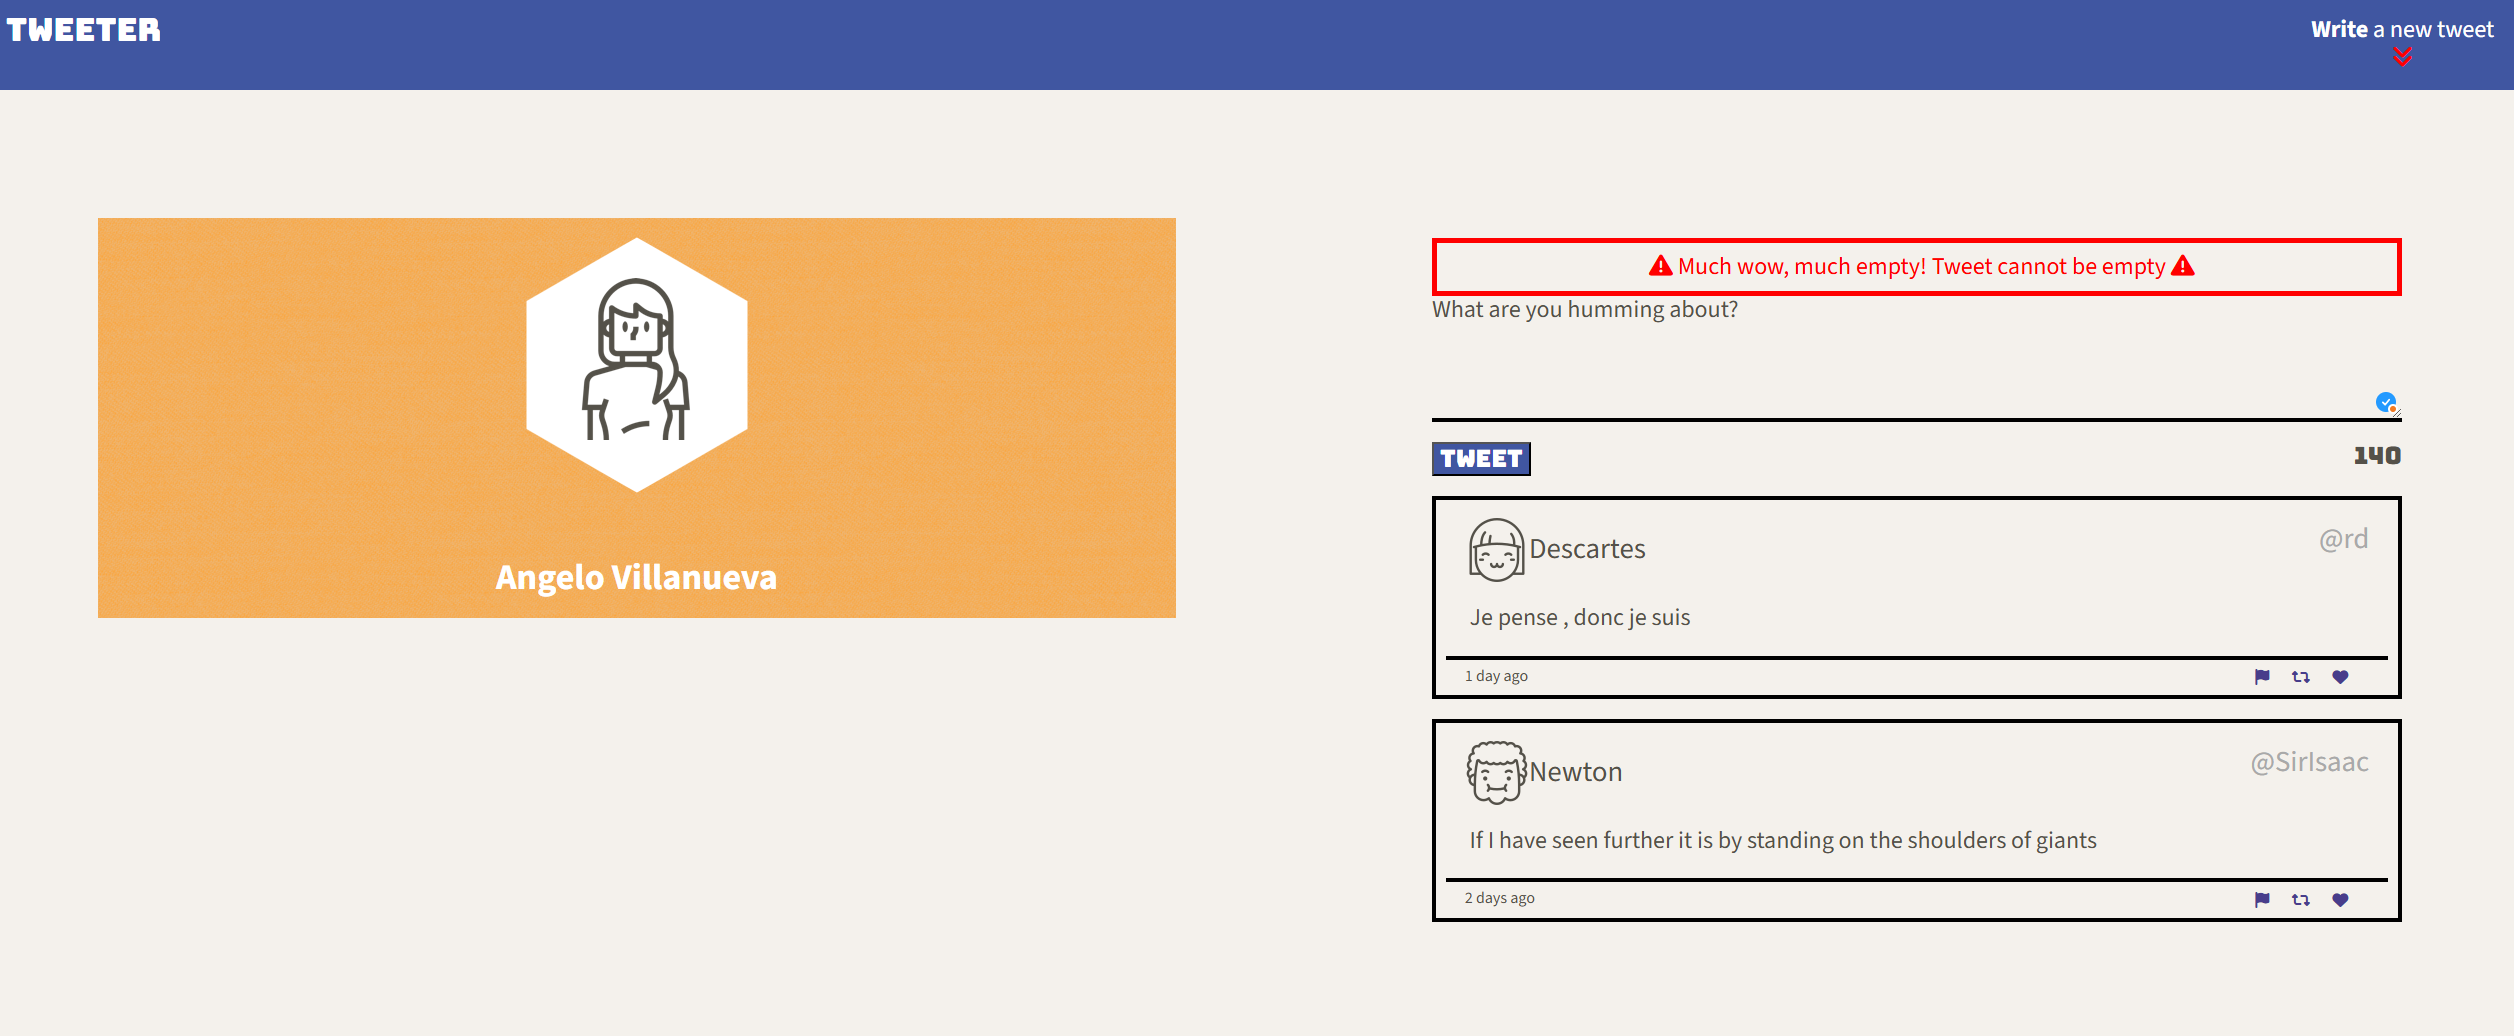 TWEETER
Write a new tweet
Angelo Villanueva
Much wow, much empty! Tweet cannot be empty
What are you humming about?
TWEET
140
Descartes
@rd
Je pense , donc je suis
1 day ago
Newton
@SirIsaac
If I have seen further it is by standing on the shoulders of giants
2 days ago